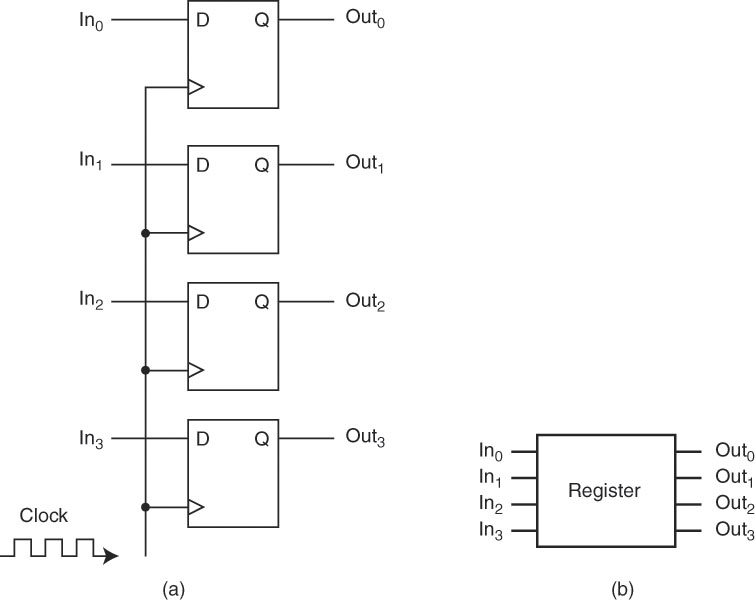 In₀ D Q Out₀
In₁ D Q Out₁
In₂ D Q Out₂
In₃ D Q Out₃
Clock
(a)
In₀ Out₀
In₁ Out₁
Register
In₂ Out₂
In₃ Out₃
(b)